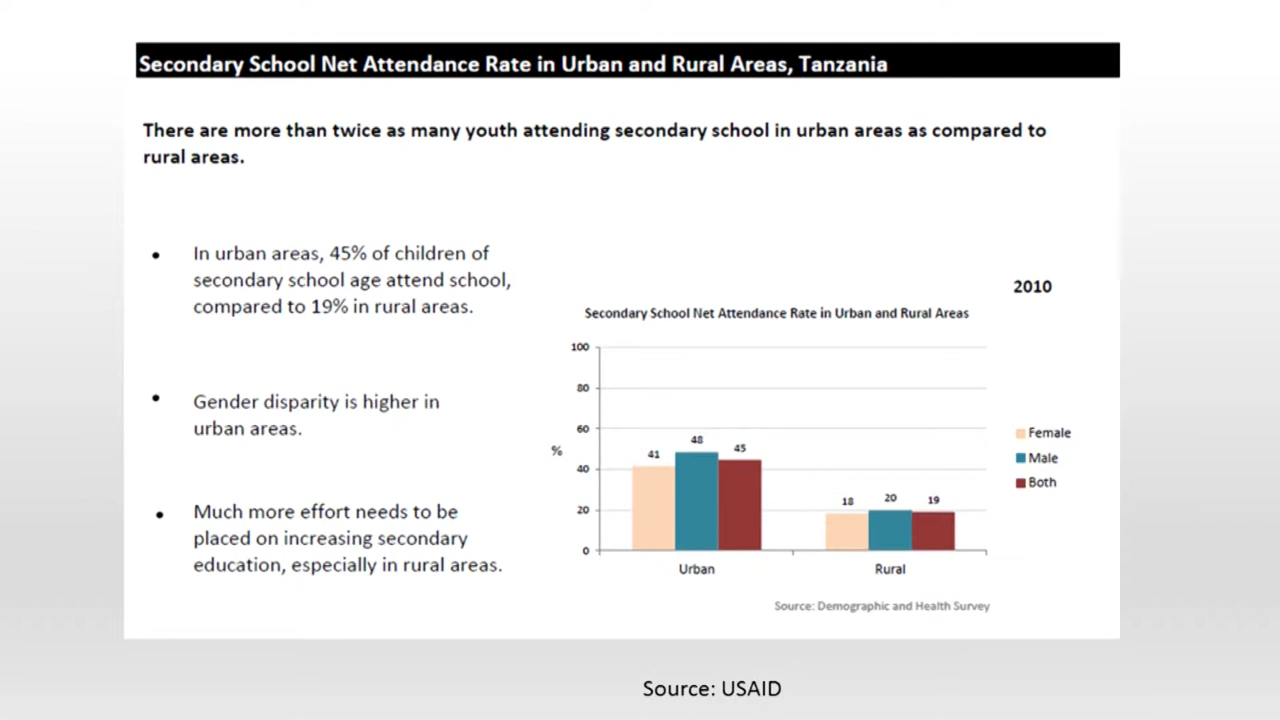 Secondary School Net Attendance Rate in Urban and Rural Areas, Tanzania
There are more than twice as many youth attending secondary school in urban areas as compared to
rural areas.
• In urban areas, 45% of children of
secondary school age attend school,
compared to 19% in rural areas.
• Gender disparity is higher in
urban areas.
• Much more effort needs to be
placed on increasing secondary
education, especially in rural areas.
2010
Secondary School Net Attendance Rate in Urban and Rural Areas
100
80
60
40
20
0
%
41 48 45
18 20 19
Urban Rural
Female
Male
Both
Source: Demographic and Health Survey
Source: USAID